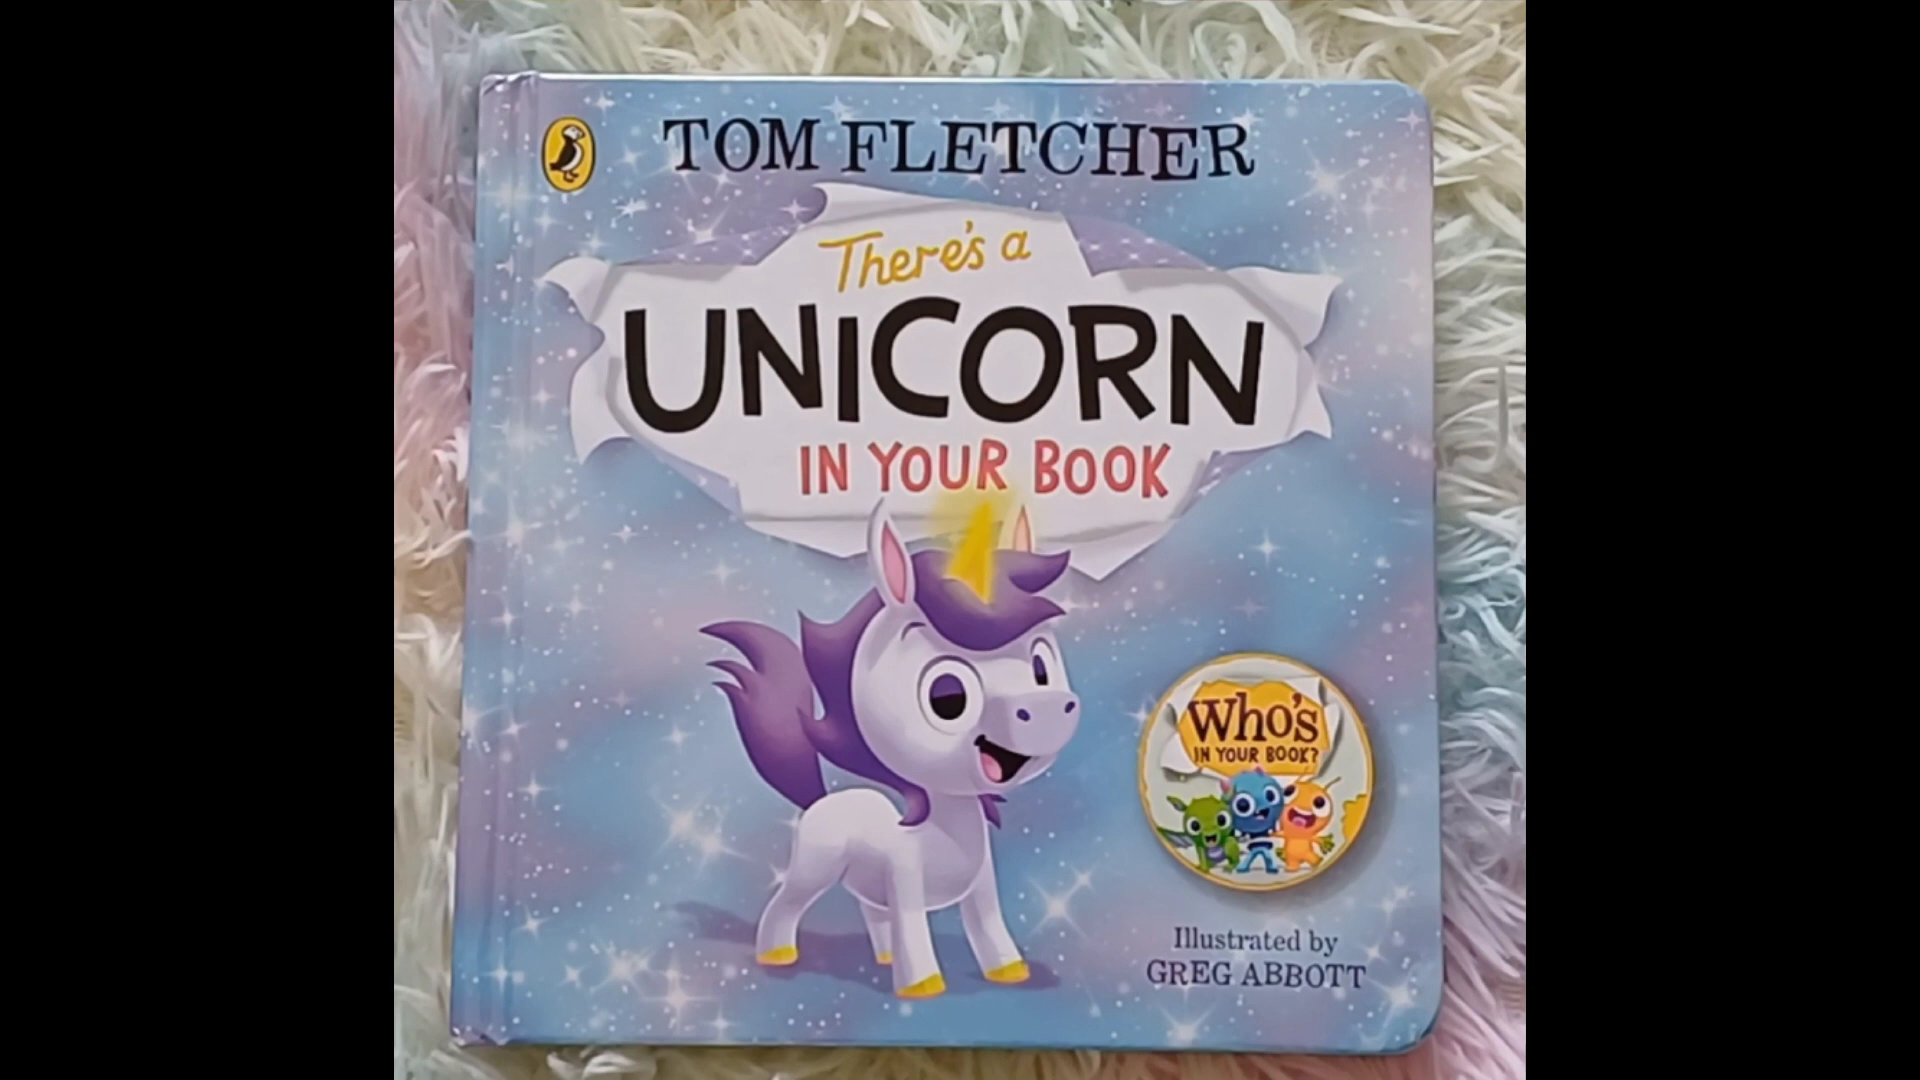 TOM FLETCHER
There's a
UNICORN
IN YOUR BOOK
Who's
IN YOUR BOOK?
Illustrated by
GREG ABBOTT